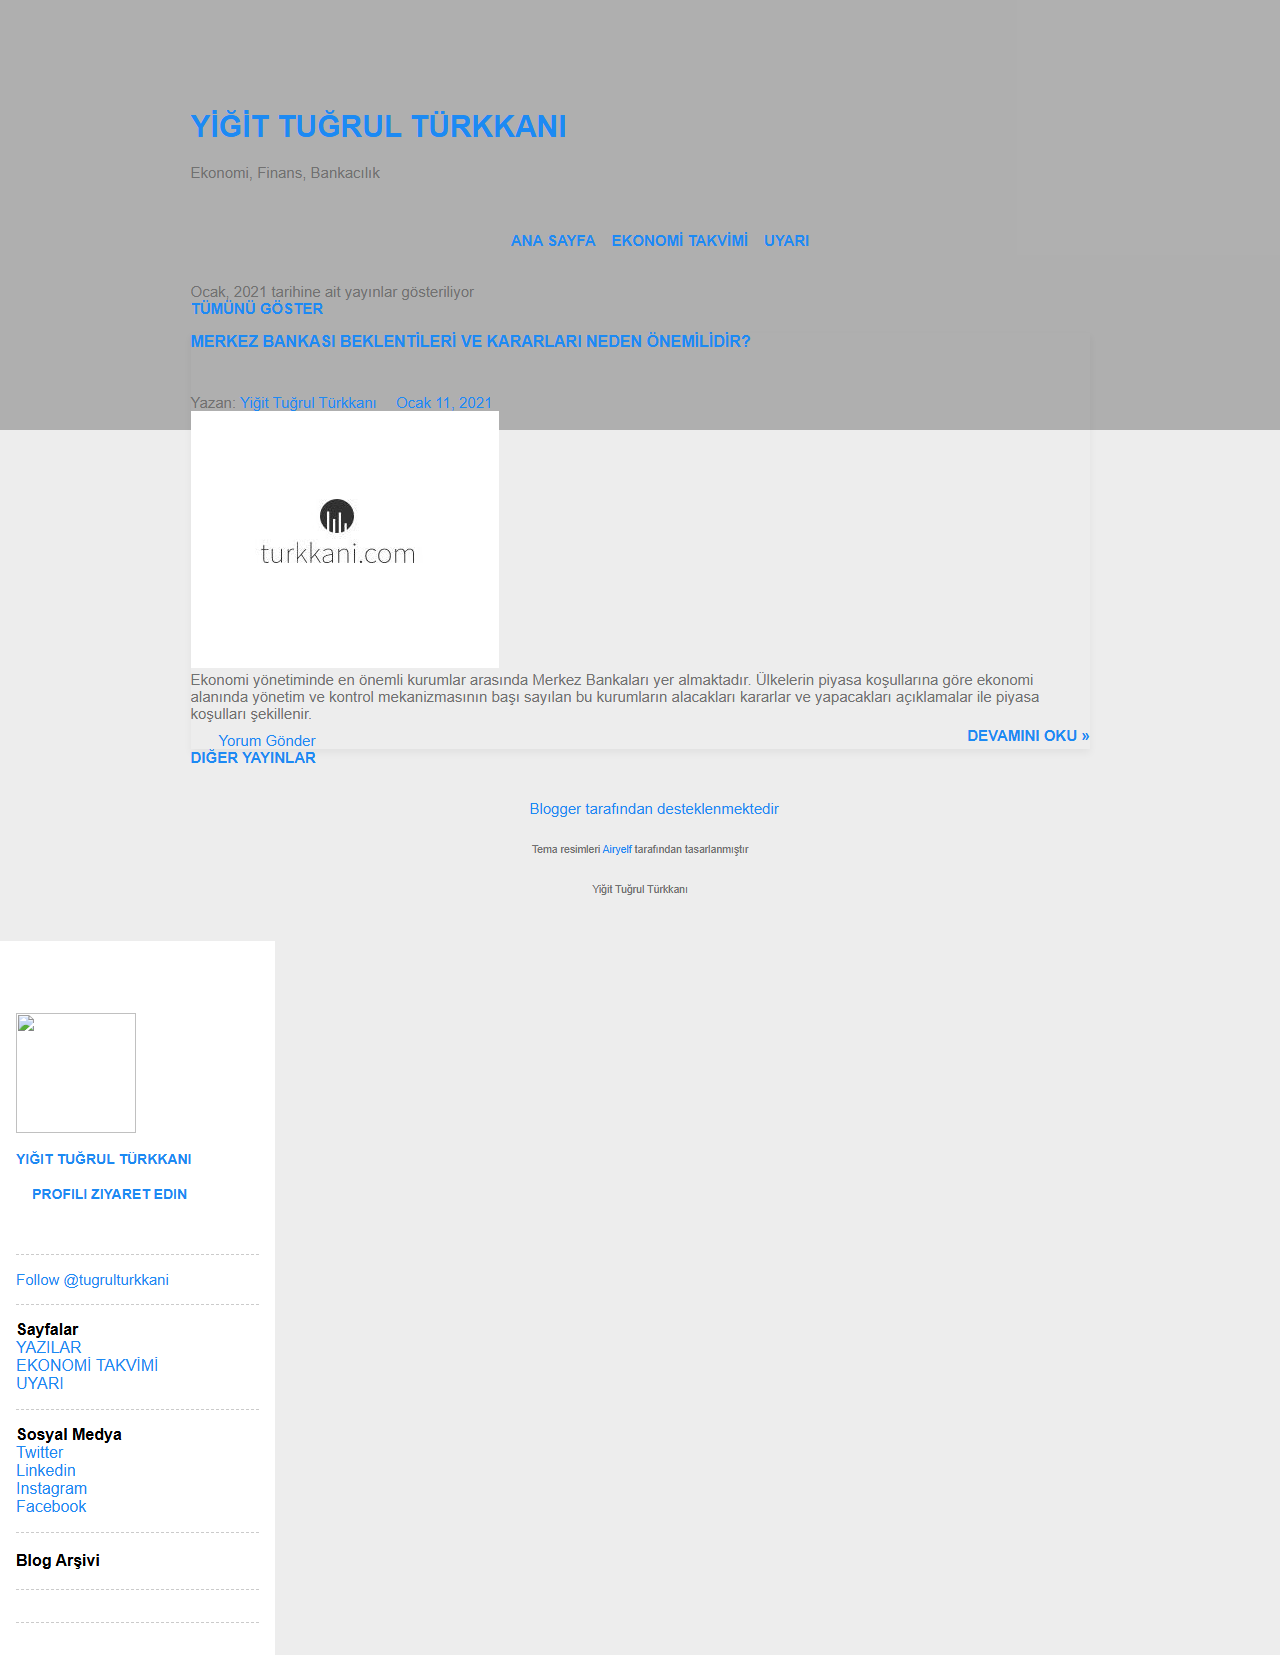 YİĞİT TUĞRUL TÜRKKANI
Ekonomi, Finans, Bankacılık
ANA SAYFA EKONOMİ TAKVİMİ UYARI
Ocak, 2021 tarihine ait yayınlar gösteriliyor
TÜMÜNÜ GÖSTER
MERKEZ BANKASI BEKLENTİLERİ VE KARARLARI NEDEN ÖNEMİLİDİR?
Yazan: Yiğit Tuğrul Türkkanı Ocak 11, 2021
turkkani.com
Ekonomi yönetiminde en önemli kurumlar arasında Merkez Bankaları yer almaktadır. Ülkelerin piyasa koşullarına göre ekonomi
alanında yönetim ve kontrol mekanizmasının başı sayılan bu kurumların alacakları kararlar ve yapacakları açıklamalar ile piyasa
koşulları şekillenir.
Yorum Gönder DEVAMINI OKU »
DIĞER YAYINLAR
Blogger tarafından desteklenmektedir
Tema resimleri Airyelf tarafından tasarlanmıştır
Yiğit Tuğrul Türkkanı
YIĞIT TUĞRUL TÜRKKANI
PROFILI ZIYARET EDIN
Follow @tugrulturkkani
Sayfalar
YAZILAR
EKONOMİ TAKVİMİ
UYARI
Sosyal Medya
Twitter
Linkedin
Instagram
Facebook
Blog Arşivi